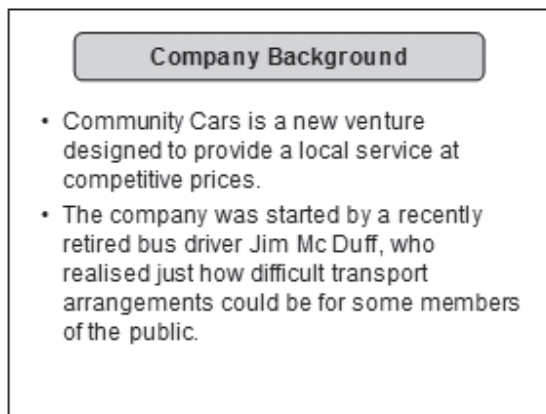 Company Background
• Community Cars is a new venture
designed to provide a local service at
competitive prices.
• The company was started by a recently
retired bus driver Jim Mc Duff, who
realised just how difficult transport
arrangements could be for some members
of the public.